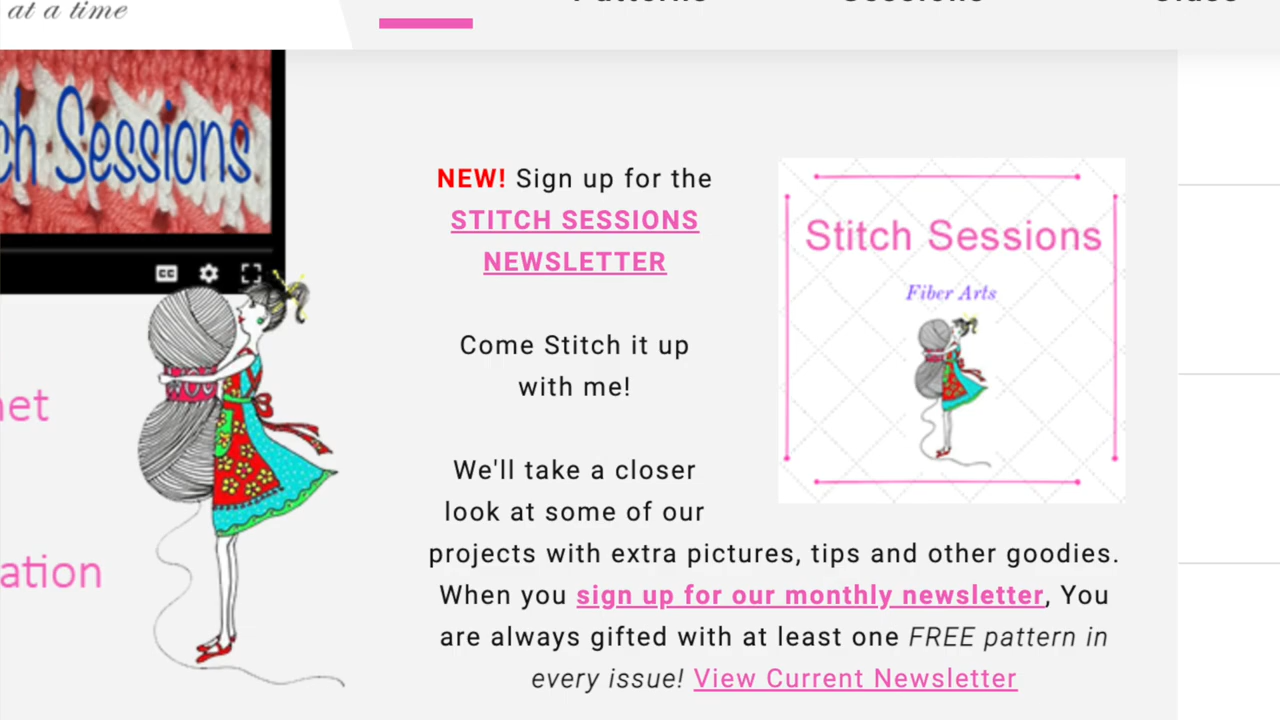 at a time
Patterns
Sessions
ch Sessions
CC
NEW! Sign up for the
STITCH SESSIONS
NEWSLETTER
Come Stitch it up
with me!
We'll take a closer
look at some of our
projects with extra pictures, tips and other goodies.
When you sign up for our monthly newsletter, You
are always gifted with at least one FREE pattern in
every issue! View Current Newsletter
Stitch Sessions
Fiber Arts
et
ation